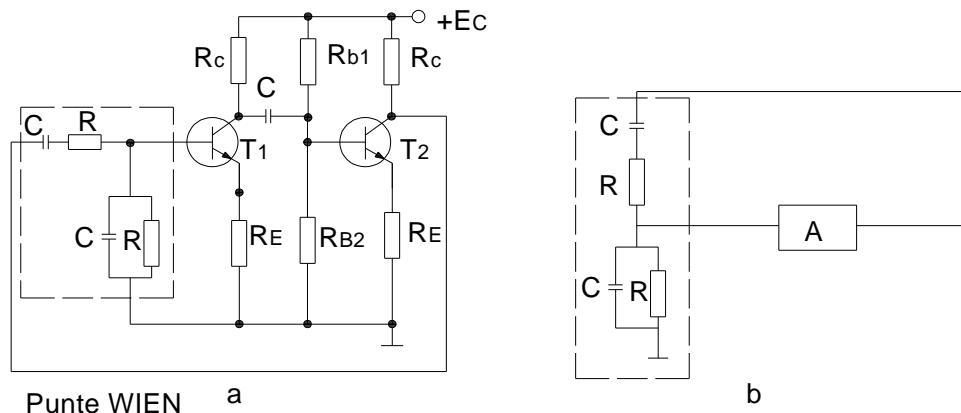 +EC
Rc Rb1 Rc
C
C R
T1 T2
C R
RE RB2 RE
Punte WIEN a
C
R
A
C R
b